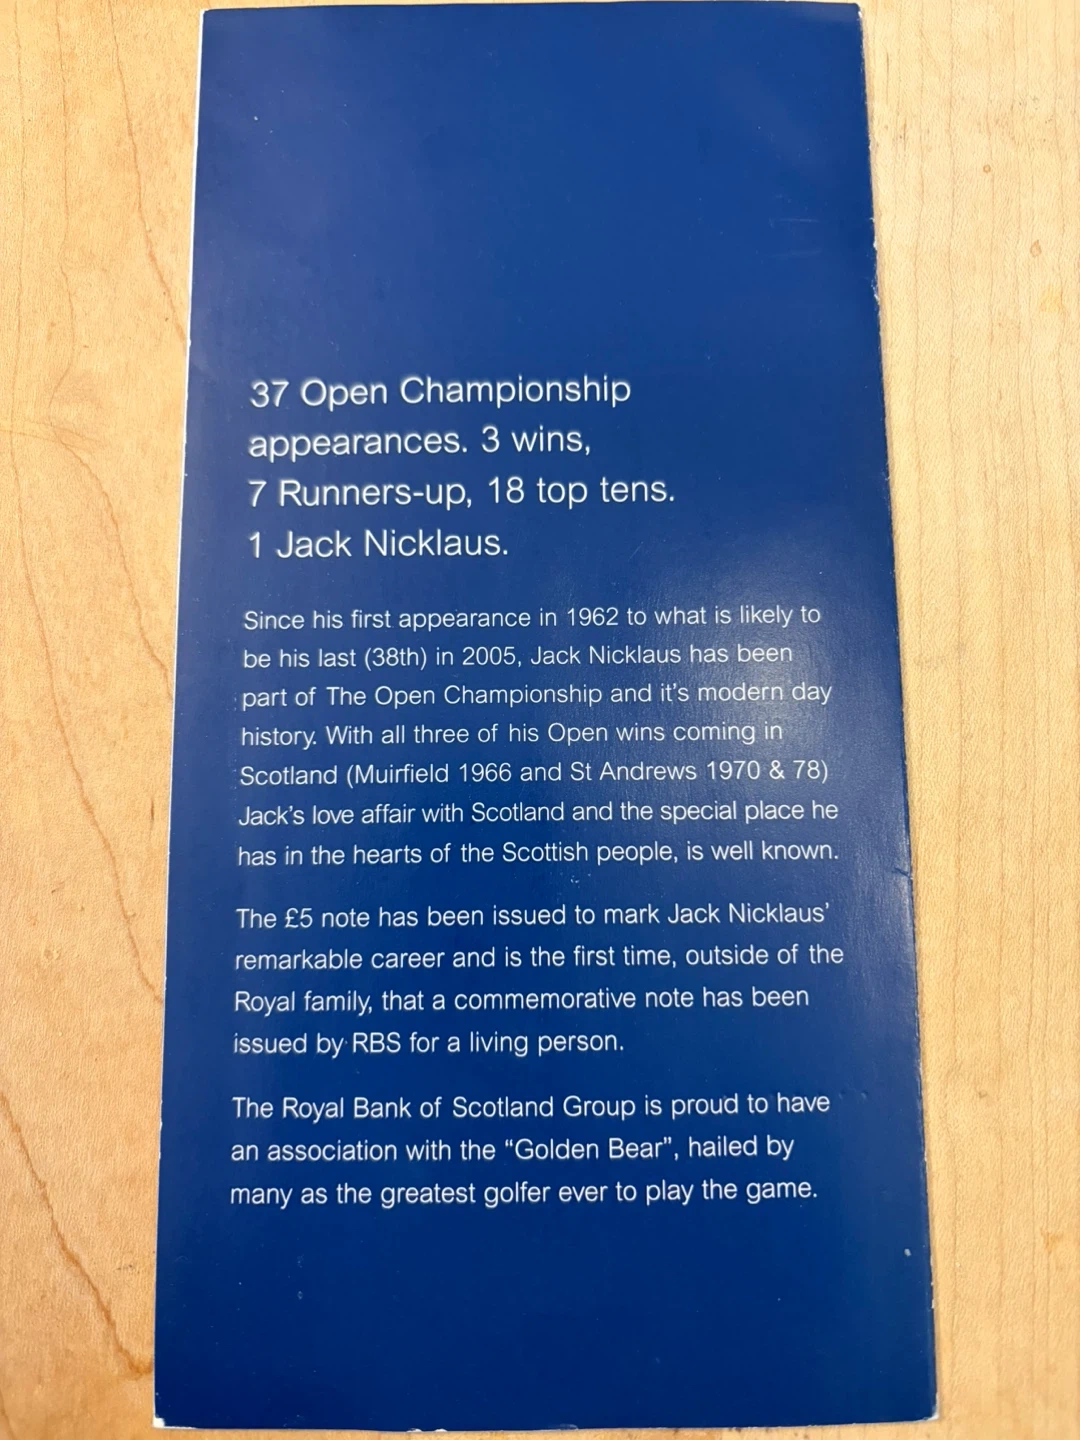 37 Open Championship
appearances. 3 wins,
7 Runners-up, 18 top tens.
1 Jack Nicklaus.
Since his first appearance in 1962 to what is likely to
be his last (38th) in 2005, Jack Nicklaus has been
part of The Open Championship and it's modern day
history. With all three of his Open wins coming in
Scotland (Muirfield 1966 and St Andrews 1970 & 78)
Jack's love affair with Scotland and the special place he
has in the hearts of the Scottish people, is well known.
The £5 note has been issued to mark Jack Nicklaus'
remarkable career and is the first time, outside of the
Royal family, that a commemorative note has been
issued by RBS for a living person.
The Royal Bank of Scotland Group is proud to have
an association with the “Golden Bear”, hailed by
many as the greatest golfer ever to play the game.